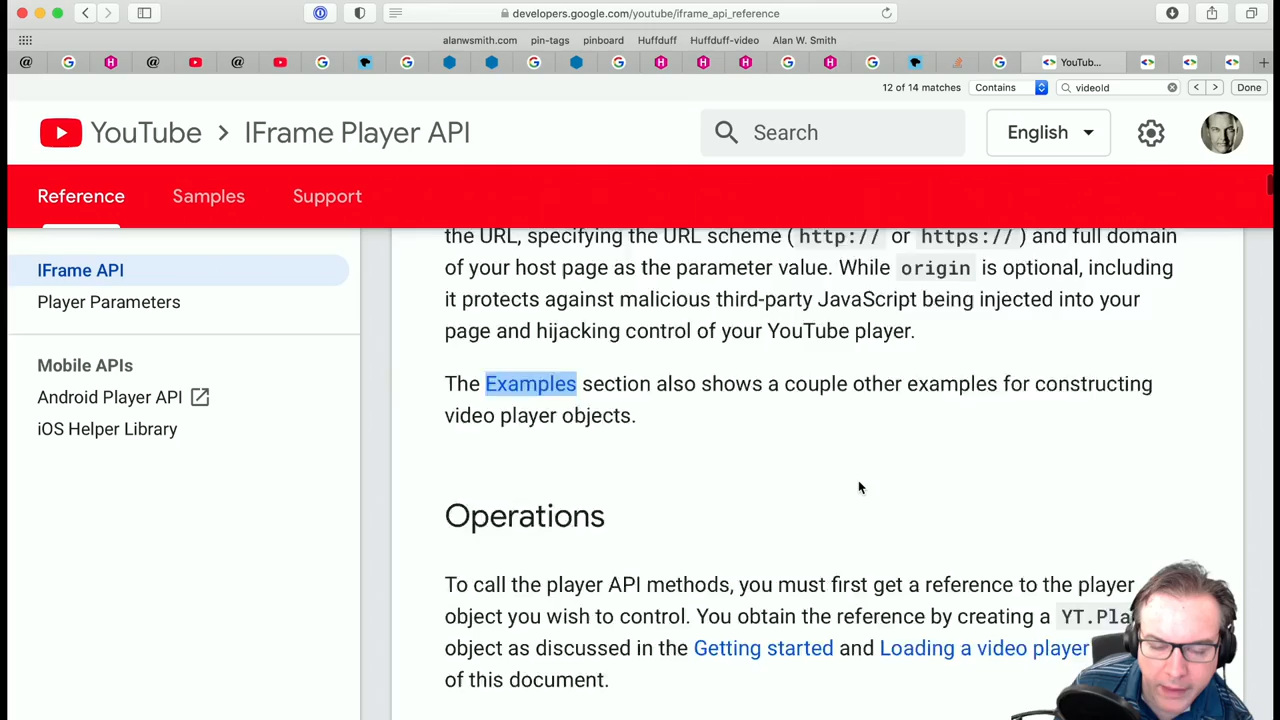 developers.google.com/youtube/iframe_api_reference
alanwsmith.com pin-tags pinboard Huffduff Huffduff-video Alan W. Smith
YouTub...
12 of 14 matches Contains videoId Done
YouTube > IFrame Player API Search English
Reference Samples Support
IFrame API
Player Parameters
Mobile APIs
Android Player API
iOS Helper Library
the URL, specifying the URL scheme ( http:// or https:// ) and full domain
of your host page as the parameter value. While origin is optional, including
it protects against malicious third-party JavaScript being injected into your
page and hijacking control of your YouTube player.
The Examples section also shows a couple other examples for constructing
video player objects.
Operations
To call the player API methods, you must first get a reference to the player
object you wish to control. You obtain the reference by creating a YT.Pla
object as discussed in the Getting started and Loading a video player
of this document.